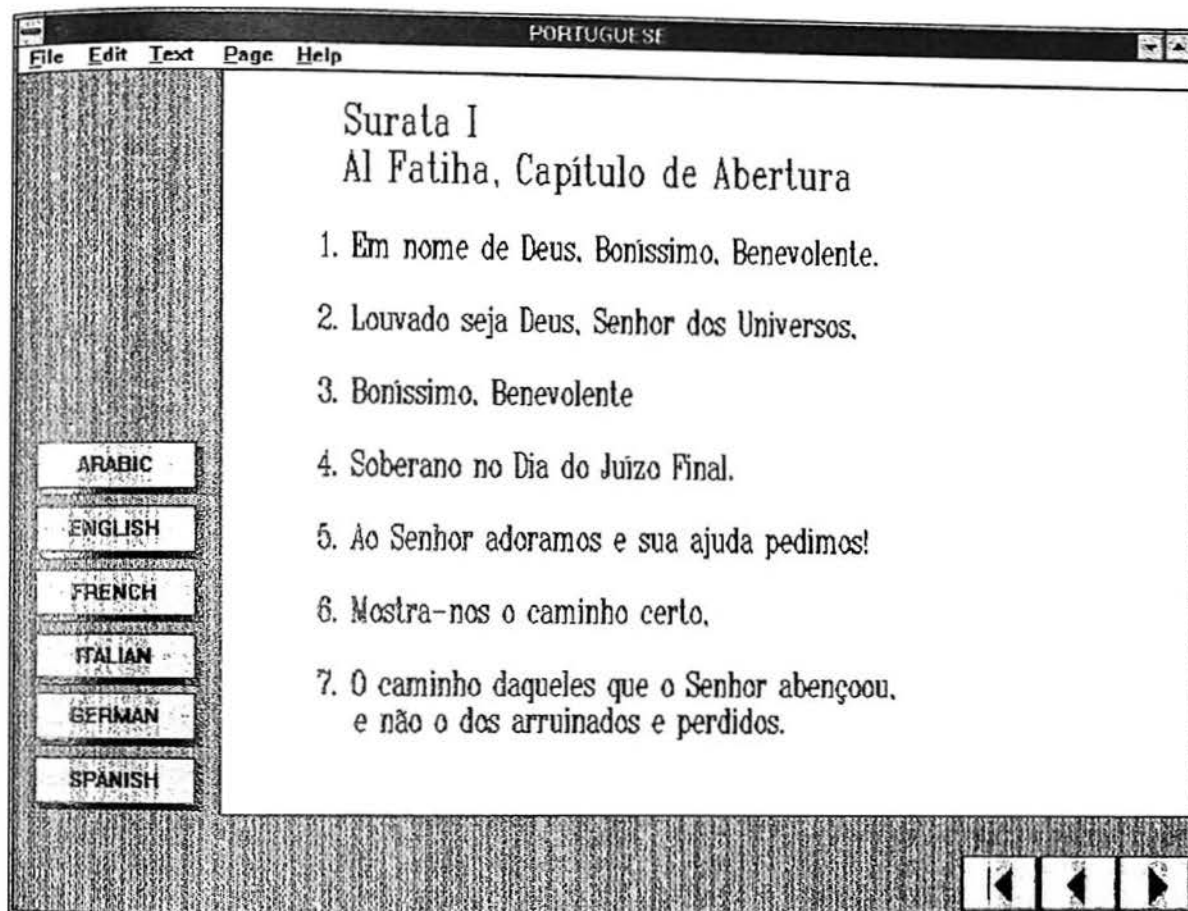 PORTUGUESE
File Edit Text Page Help
Surata I
Al Fatiha, Capítulo de Abertura
1. Em nome de Deus, Boníssimo, Benevolente.
2. Louvado seja Deus, Senhor dos Universos,
3. Boníssimo, Benevolente
4. Soberano no Dia do Juízo Final.
5. Ao Senhor adoramos e sua ajuda pedimos!
6. Mostra-nos o caminho certo,
7. O caminho daqueles que o Senhor abençoou,
e não o dos arruinados e perdidos.
ARABIC
ENGLISH
FRENCH
ITALIAN
GERMAN
SPANISH